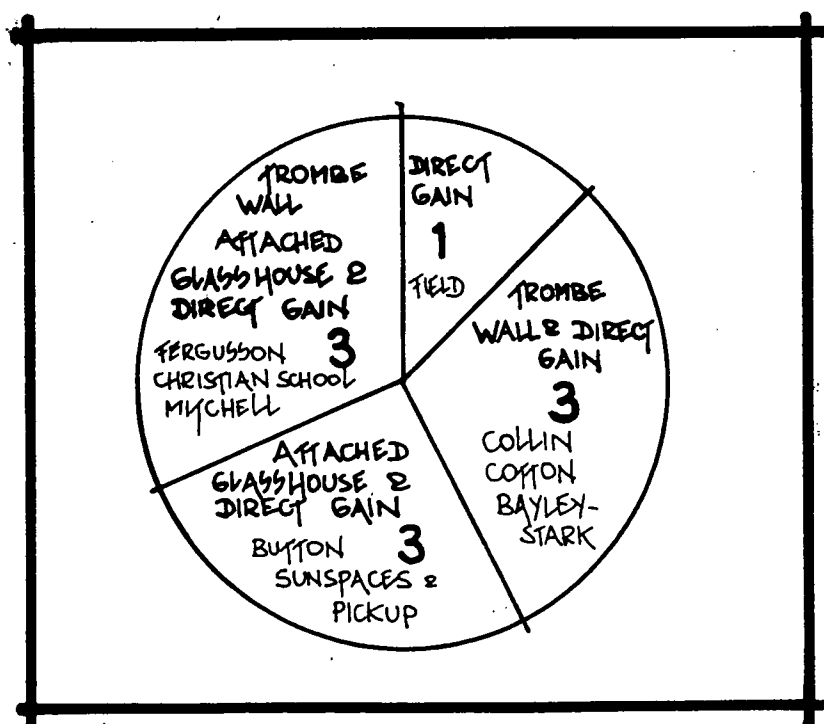 TROMBE
WALL
ATTACHED
GLASSHOUSE &
DIRECT GAIN
3
FERGUSSON
CHRISTIAN SCHOOL
MITCHELL
DIRECT
GAIN
1
FIELD
TROMBE
WALL & DIRECT
GAIN
3
COLLIN
COTTON
BAYLEY-
STARK
ATTACHED
GLASSHOUSE &
DIRECT GAIN
BUTTON 3
SUNSPACES &
PICKUP